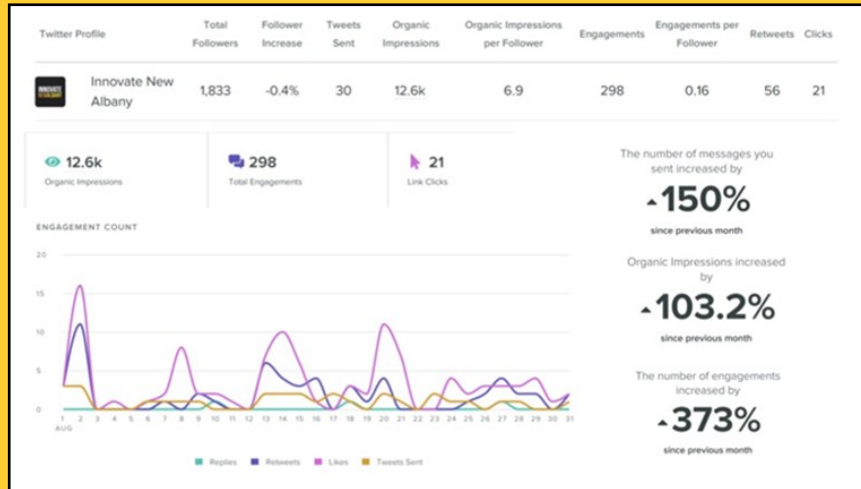 Twitter Profile Total Followers Follower Increase Tweets Sent Organic Impressions Organic Impressions per Follower Engagements Engagements per Follower Retweets Clicks
INNOVATE NEW ALBANY
Innovate New Albany 1,833 -0.4% 30 12.6k 6.9 298 0.16 56 21
12.6k
Organic Impressions
298
Total Engagements
21
Link Clicks
ENGAGEMENT COUNT
20
15
10
5
0
1 2 3 4 5 6 7 8 9 10 11 12 13 14 15 16 17 18 19 20 21 22 23 24 25 26 27 28 29 30 31
AUG
Replies Retweets Likes Tweets Sent
The number of messages you
sent increased by
150%
since previous month
Organic Impressions increased
by
103.2%
since previous month
The number of engagements
increased by
373%
since previous month